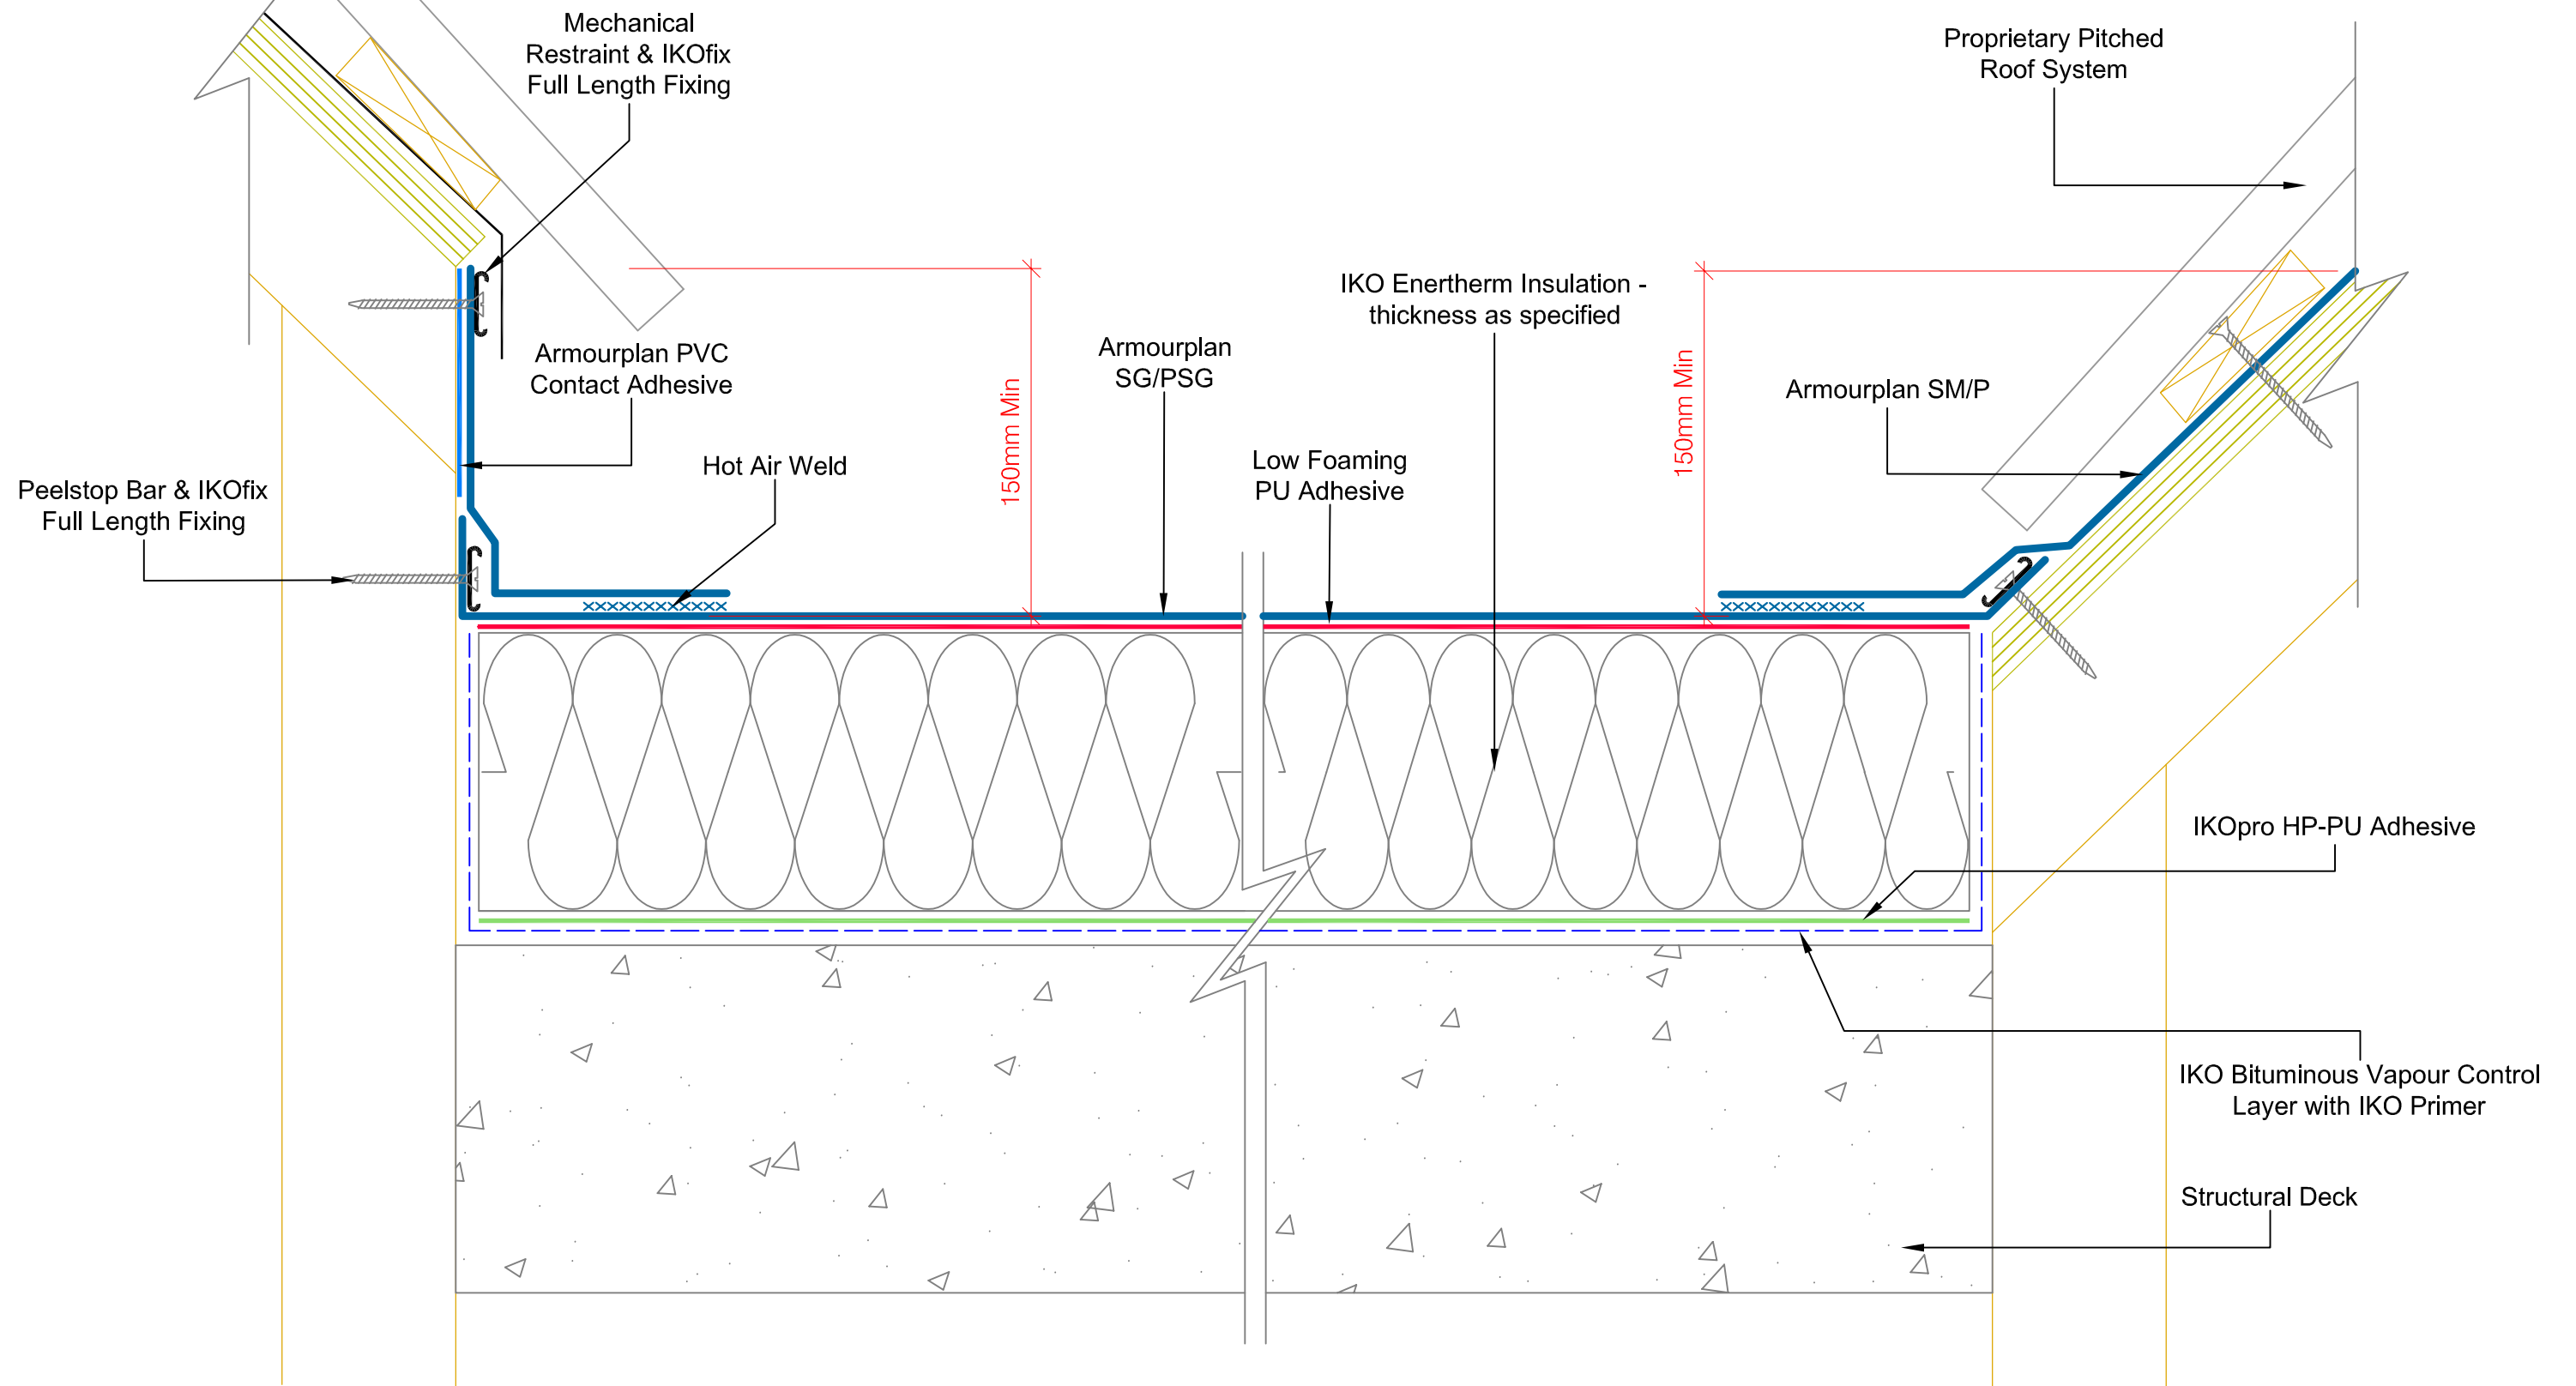 Mechanical
Restraint & IKOfix
Full Length Fixing
Proprietary Pitched
Roof System
IKO Enertherm Insulation -
thickness as specified
Armourplan PVC
Contact Adhesive
Armourplan
SG/PSG
150mm Min
150mm Min
Armourplan SM/P
Hot Air Weld
Low Foaming
PU Adhesive
Peelstop Bar & IKOfix
Full Length Fixing
IKOpro HP-PU Adhesive
IKO Bituminous Vapour Control
Layer with IKO Primer
Structural Deck